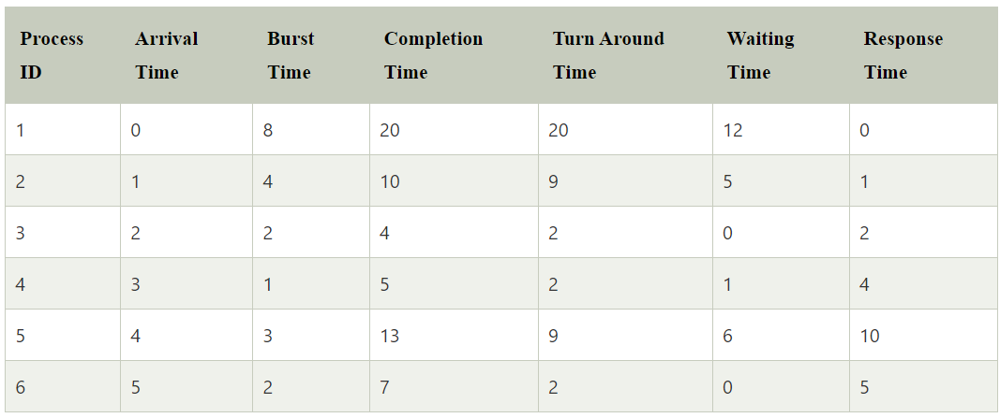 Process ID Arrival Time Burst Time Completion Time Turn Around Time Waiting Time Response Time
1 0 8 20 20 12 0
2 1 4 10 9 5 1
3 2 2 4 2 0 2
4 3 1 5 2 1 4
5 4 3 13 9 6 10
6 5 2 7 2 0 5